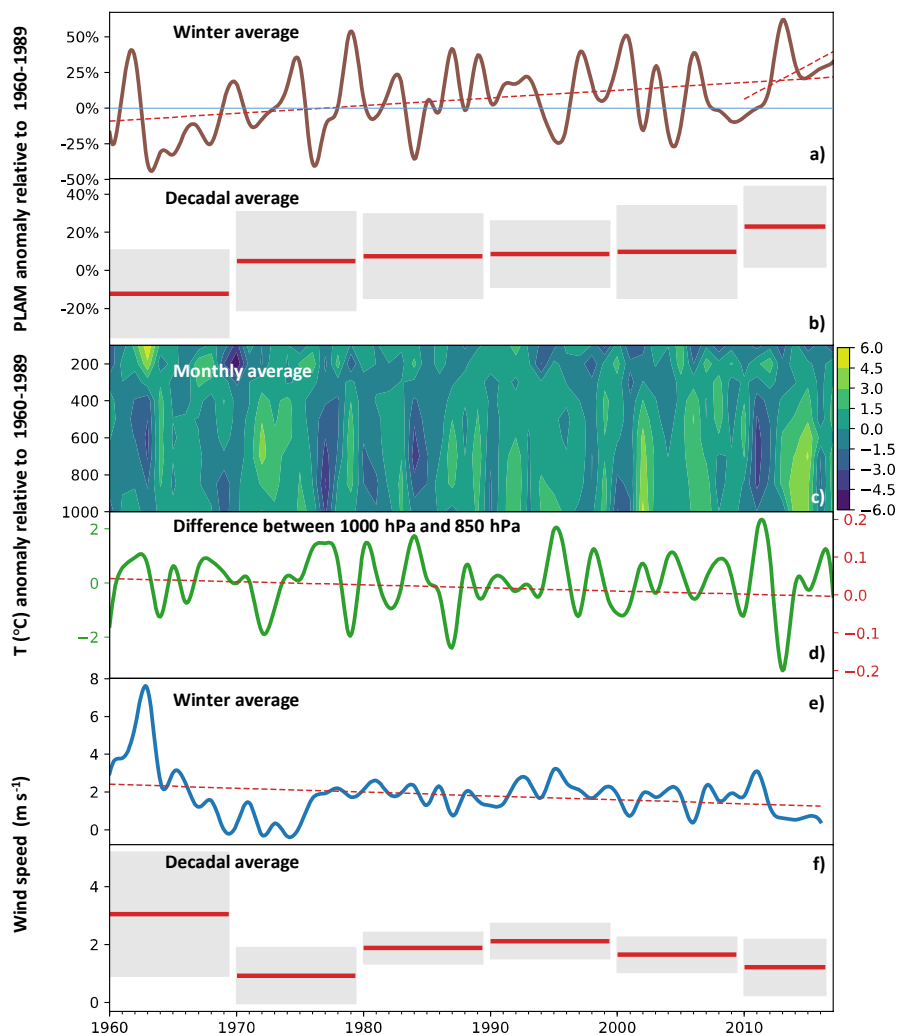 PLAM anomaly relative to 1960-1989
Winter average
50%
25%
0%
-25%
-50%
a)
Decadal average
40%
20%
0%
-20%
b)
T (°C) anomaly relative to 1960-1989
Monthly average
200
400
600
800
1000
c)
6.0
4.5
3.0
1.5
0.0
−1.5
−3.0
−4.5
−6.0
Difference between 1000 hPa and 850 hPa
2
0
−2
0.2
0.1
0.0
−0.1
−0.2
d)
Wind speed (m s-1)
Winter average
8
6
4
2
0
e)
Decadal average
4
2
0
f)
1960 1970 1980 1990 2000 2010